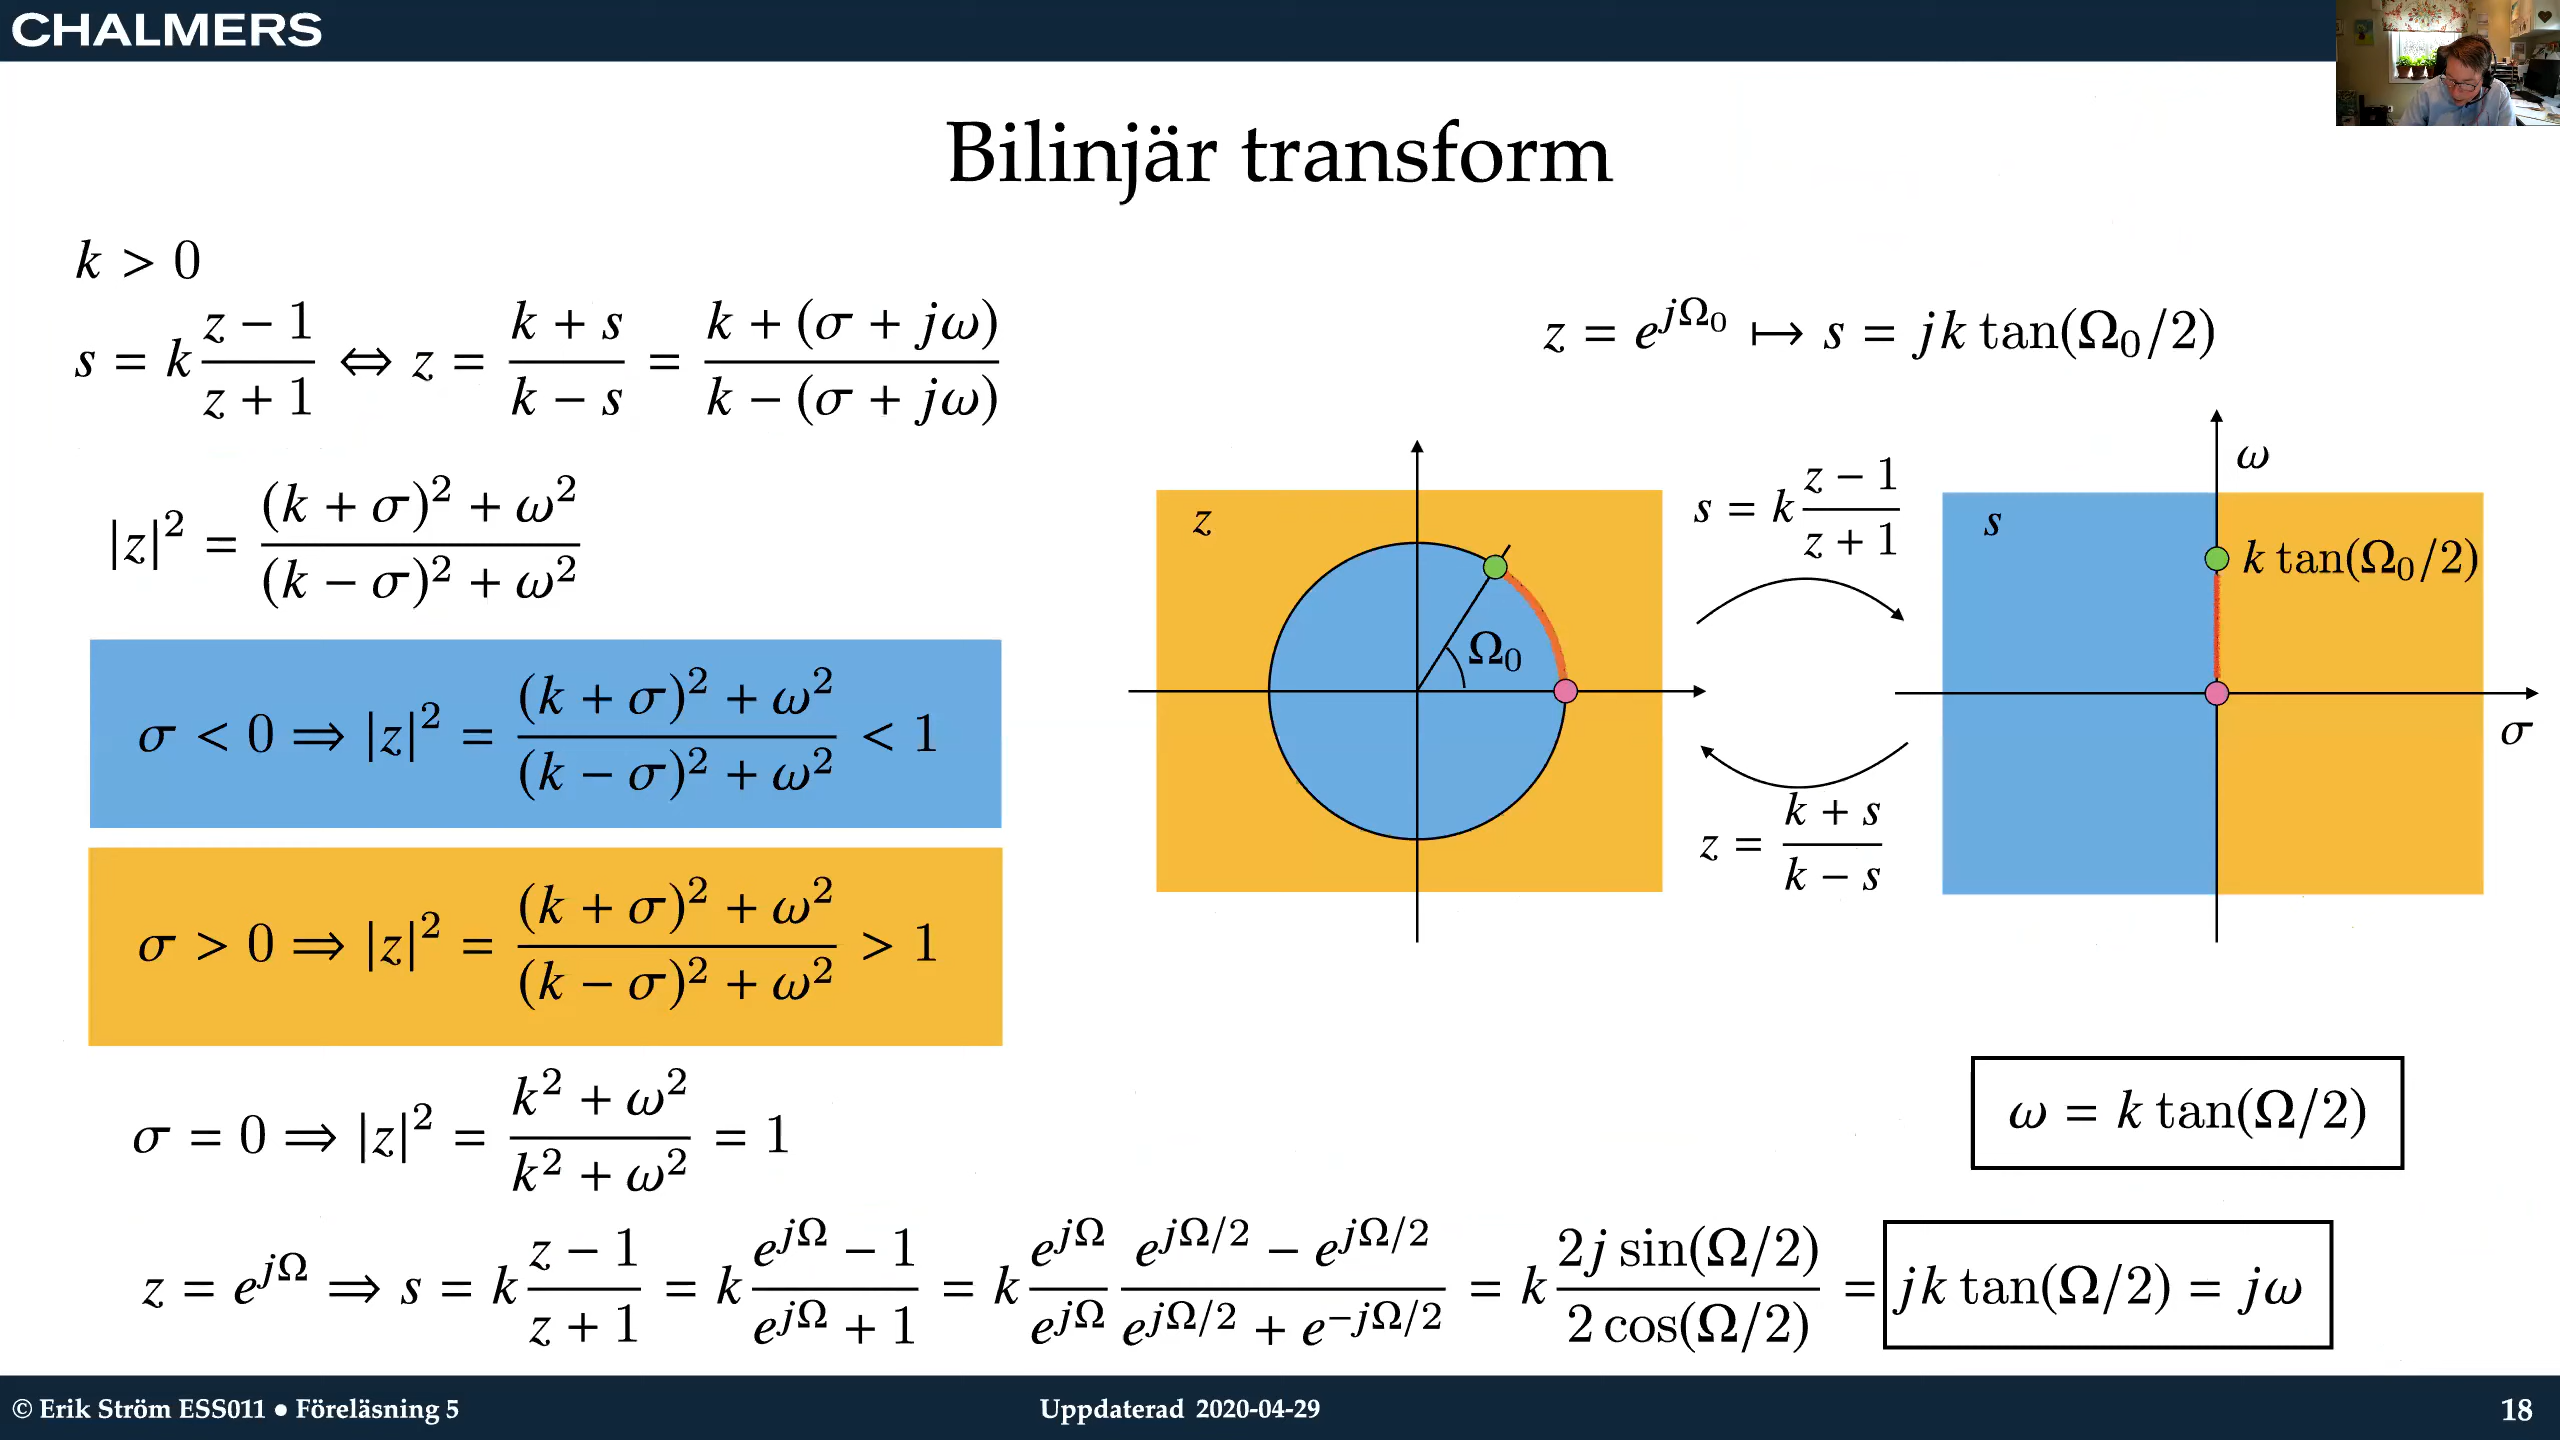 CHALMERS
Bilinjär transform
k > 0
s = k (z − 1)/(z + 1) ⇔ z = (k + s)/(k − s) = (k + (σ + jω))/(k − (σ + jω))
|z|² = ((k + σ)² + ω²)/((k − σ)² + ω²)
σ < 0 ⇒ |z|² = ((k + σ)² + ω²)/((k − σ)² + ω²) < 1
σ > 0 ⇒ |z|² = ((k + σ)² + ω²)/((k − σ)² + ω²) > 1
σ = 0 ⇒ |z|² = (k² + ω²)/(k² + ω²) = 1
z = e^{jΩ₀} ↦ s = jk tan(Ω₀/2)
z
Ω₀
s = k (z − 1)/(z + 1)
z = (k + s)/(k − s)
s
ω
k tan(Ω₀/2)
σ
ω = k tan(Ω/2)
z = e^{jΩ} ⇒ s = k (z − 1)/(z + 1) = k (e^{jΩ} − 1)/(e^{jΩ} + 1) = k (e^{jΩ}/e^{jΩ}) (e^{jΩ/2} − e^{jΩ/2})/(e^{jΩ/2} + e^{−jΩ/2}) = k (2j sin(Ω/2))/(2 cos(Ω/2)) = jk tan(Ω/2) = jω
© Erik Ström ESS011 ● Föreläsning 5
Uppdaterad 2020-04-29
18